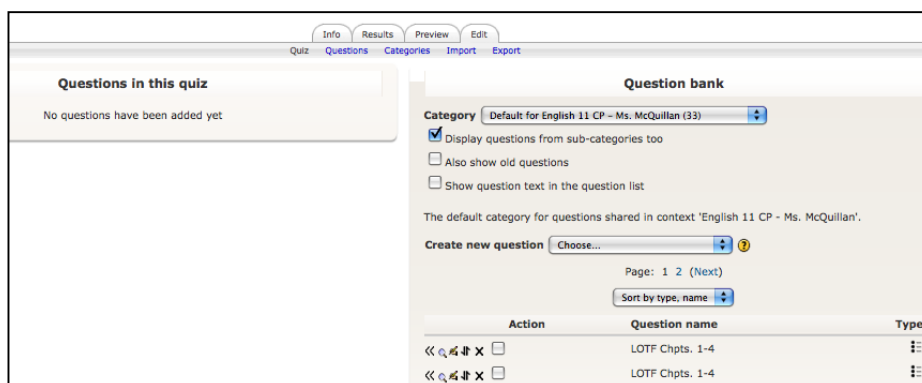 Info Results Preview Edit
Quiz Questions Categories Import Export
Questions in this quiz
No questions have been added yet
Question bank
Category Default for English 11 CP - Ms. McQuillan (33)
Display questions from sub-categories too
Also show old questions
Show question text in the question list
The default category for questions shared in context 'English 11 CP - Ms. McQuillan'.
Create new question Choose... ?
Page: 1 2 (Next)
Sort by type, name
Action Question name Type
LOTF Chpts. 1-4
LOTF Chpts. 1-4